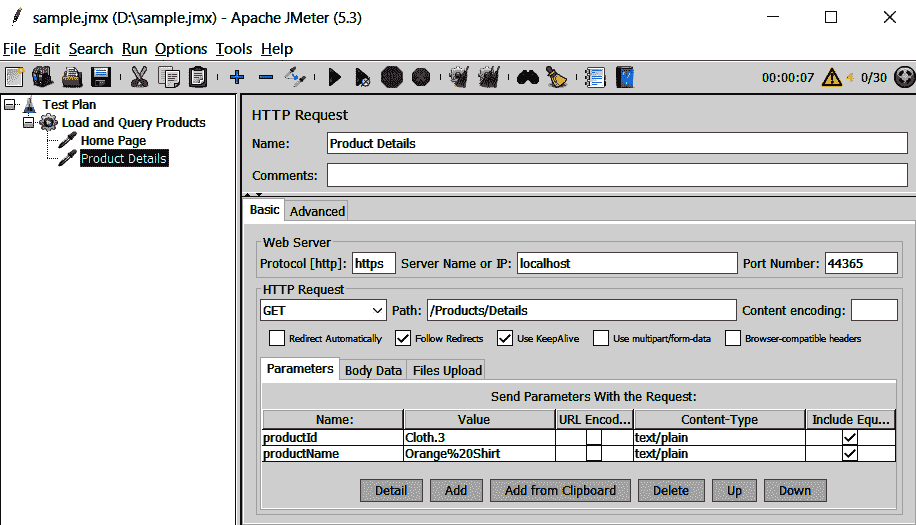 sample.jmx (D:\sample.jmx) - Apache JMeter (5.3)
File Edit Search Run Options Tools Help
00:00:07 4 0/30
Test Plan
Load and Query Products
Home Page
Product Details
HTTP Request
Name: Product Details
Comments:
Basic Advanced
Web Server
Protocol [http]: https Server Name or IP: localhost Port Number: 44365
HTTP Request
GET Path: /Products/Details Content encoding:
Redirect Automatically Follow Redirects Use KeepAlive Use multipart/form-data Browser-compatible headers
Parameters Body Data Files Upload
Send Parameters With the Request:
Name: Value URL Encod... Content-Type Include Equ...
productId Cloth.3 text/plain
productName Orange%20Shirt text/plain
Detail Add Add from Clipboard Delete Up Down